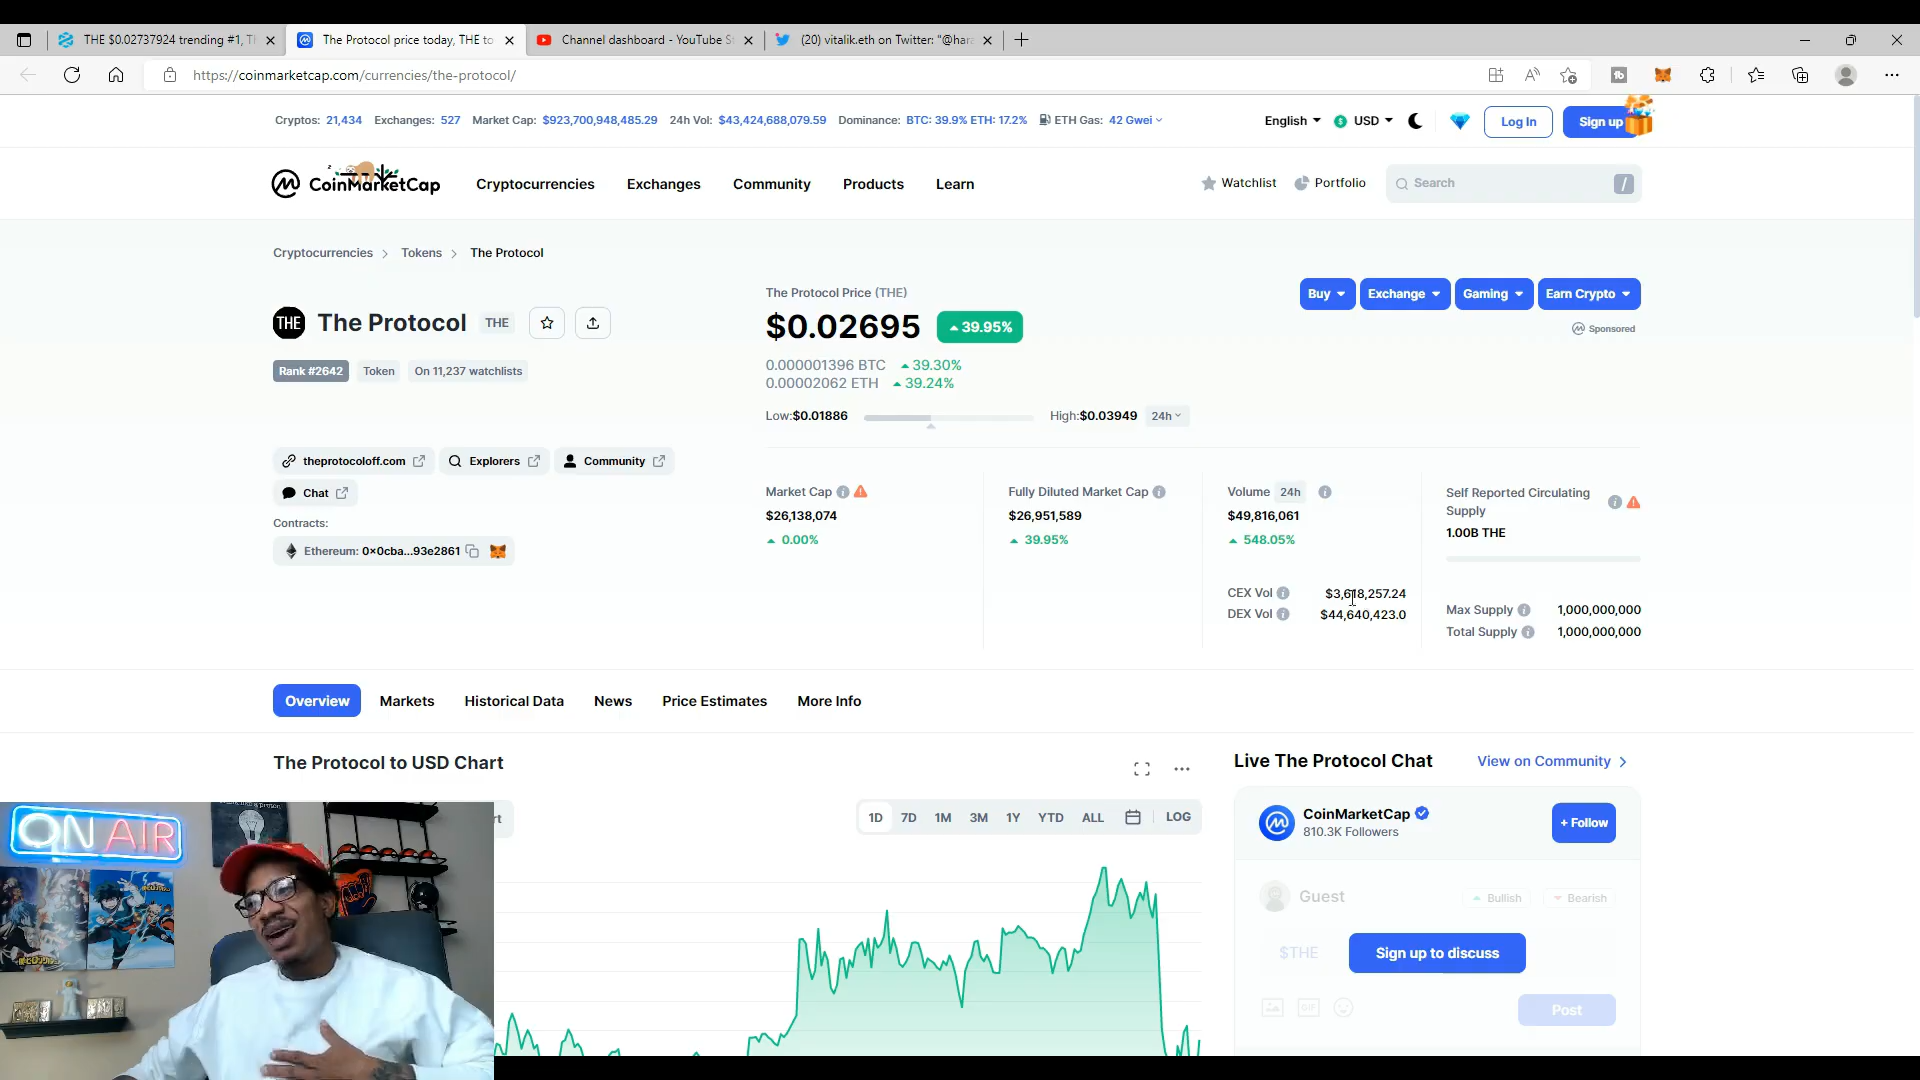 THE $0.02737924 trending #1, T
The Protocol price today, THE to
Channel dashboard - YouTube S
(20) vitalik.eth on Twitter: "@hara
https://coinmarketcap.com/currencies/the-protocol/
Cryptos: 21,434 Exchanges: 527 Market Cap: $923,700,948,485.29 24h Vol: $43,424,688,079.59 Dominance: BTC: 39.9% ETH: 17.2% ETH Gas: 42 Gwei
English USD Log In Sign up
CoinMarketCap Cryptocurrencies Exchanges Community Products Learn
Watchlist Portfolio Search /
Cryptocurrencies > Tokens > The Protocol
THE The Protocol THE
Rank #2642 Token On 11,237 watchlists
theprotocoloff.com Explorers Community
Chat
Contracts:
Ethereum: 0x0cba...93e2861
The Protocol Price (THE)
$0.02695 39.95%
0.000001396 BTC 39.30%
0.00002062 ETH 39.24%
Low:$0.01886 High:$0.03949 24h
Buy Exchange Gaming Earn Crypto
Sponsored
Market Cap
$26,138,074
0.00%
Fully Diluted Market Cap
$26,951,589
39.95%
Volume 24h
$49,816,061
548.05%
CEX Vol $3,618,257.24
DEX Vol $44,640,423.0
Self Reported Circulating
Supply
1.00B THE
Max Supply 1,000,000,000
Total Supply 1,000,000,000
Overview Markets Historical Data News Price Estimates More Info
The Protocol to USD Chart
rt
1D 7D 1M 3M 1Y YTD ALL LOG
Live The Protocol Chat View on Community >
CoinMarketCap
810.3K Followers
+ Follow
Guest Bullish Bearish
$THE Sign up to discuss
GIF
Post
ON AIR